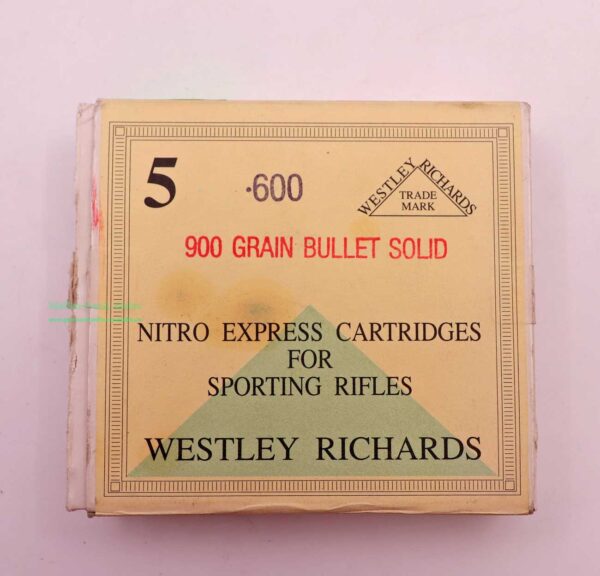 5
·600
WESTLEY RICHARDS
TRADE
MARK
900 GRAIN BULLET SOLID
NITRO EXPRESS CARTRIDGES
FOR
SPORTING RIFLES
WESTLEY RICHARDS